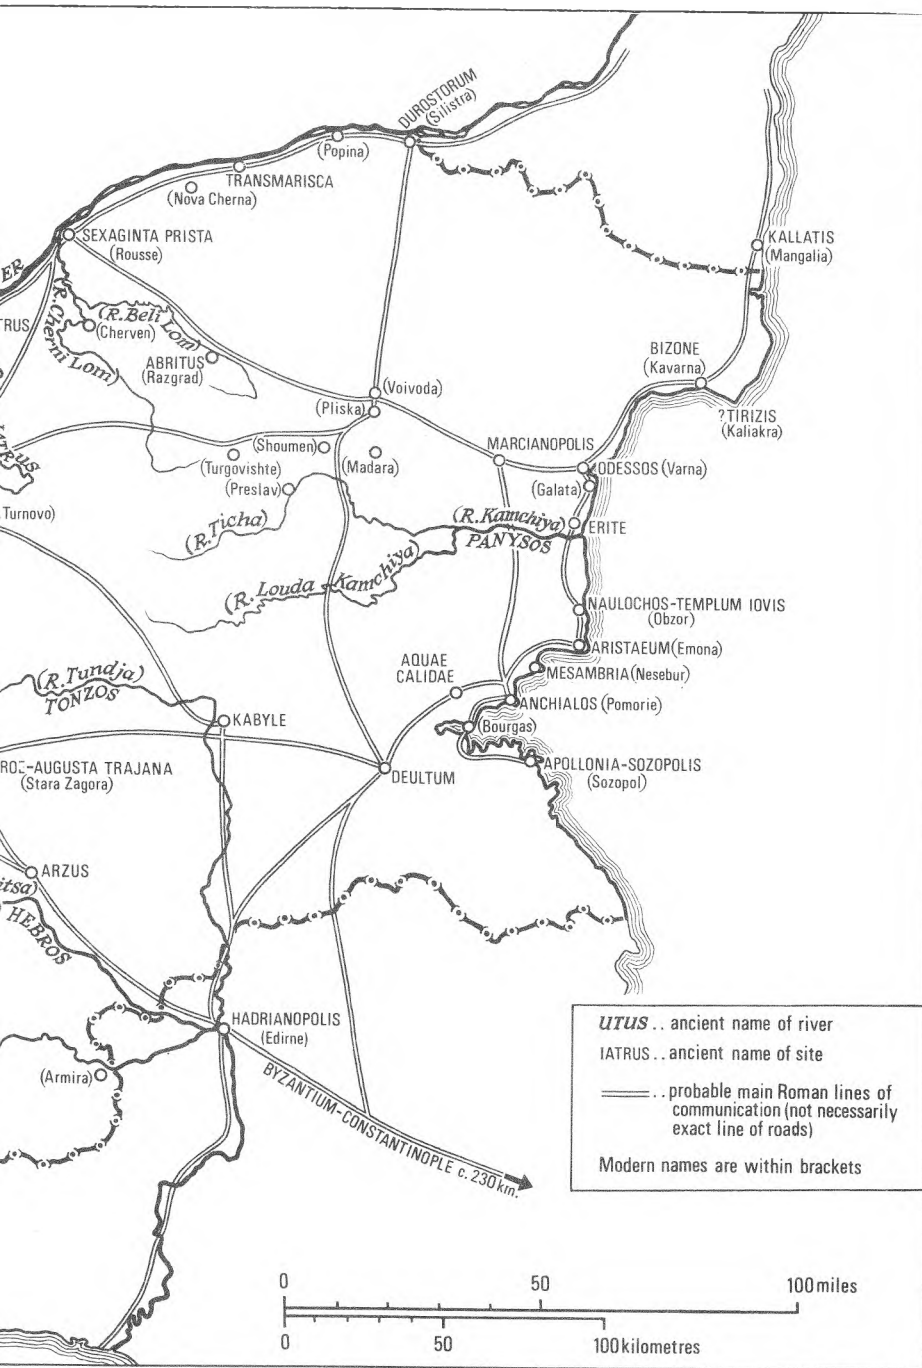 DUROSTORUM
(Silistra)
(Popina)
TRANSMARISCA
(Nova Cherna)
SEXAGINTA PRISTA
(Rousse)
KALLATIS
(Mangalia)
ER
TRUS
(R. Cherni Lom)
(R. Beli Lom)
(Cherven)
ABRITUS
(Razgrad)
BIZONE
(Kavarna)
(Voivoda)
(Pliska)
?TIRIZIS
(Kaliakra)
MARCIANOPOLIS
(Shoumen)
(Turgovishte)
(Madara)
ODESSOS (Varna)
(Preslav)
(Galata)
IATRUS
Turnovo)
(R. Ticha)
(R. Kamchiya)
PANYSOS
ERITE
(R. Louda Kamchiya)
NAULOCHOS-TEMPLUM IOVIS
(Obzor)
ARISTAEUM (Emona)
AQUAE
CALIDAE
MESAMBRIA (Nesebur)
(R. Tundja)
TONZOS
ANCHIALOS (Pomorie)
KABYLE
(Bourgas)
-AUGUSTA TRAJANA
(Stara Zagora)
DEULTUM
APOLLONIA-SOZOPOLIS
(Sozopol)
ARZUS
itsa)
HEBROS
HADRIANOPOLIS
(Edirne)
(Armira)
BYZANTIUM-CONSTANTINOPLE c. 230 km.
UTUS .. ancient name of river
IATRUS .. ancient name of site
.. probable main Roman lines of
communication (not necessarily
exact line of roads)
Modern names are within brackets
0 50 100 miles
0 50 100 kilometres